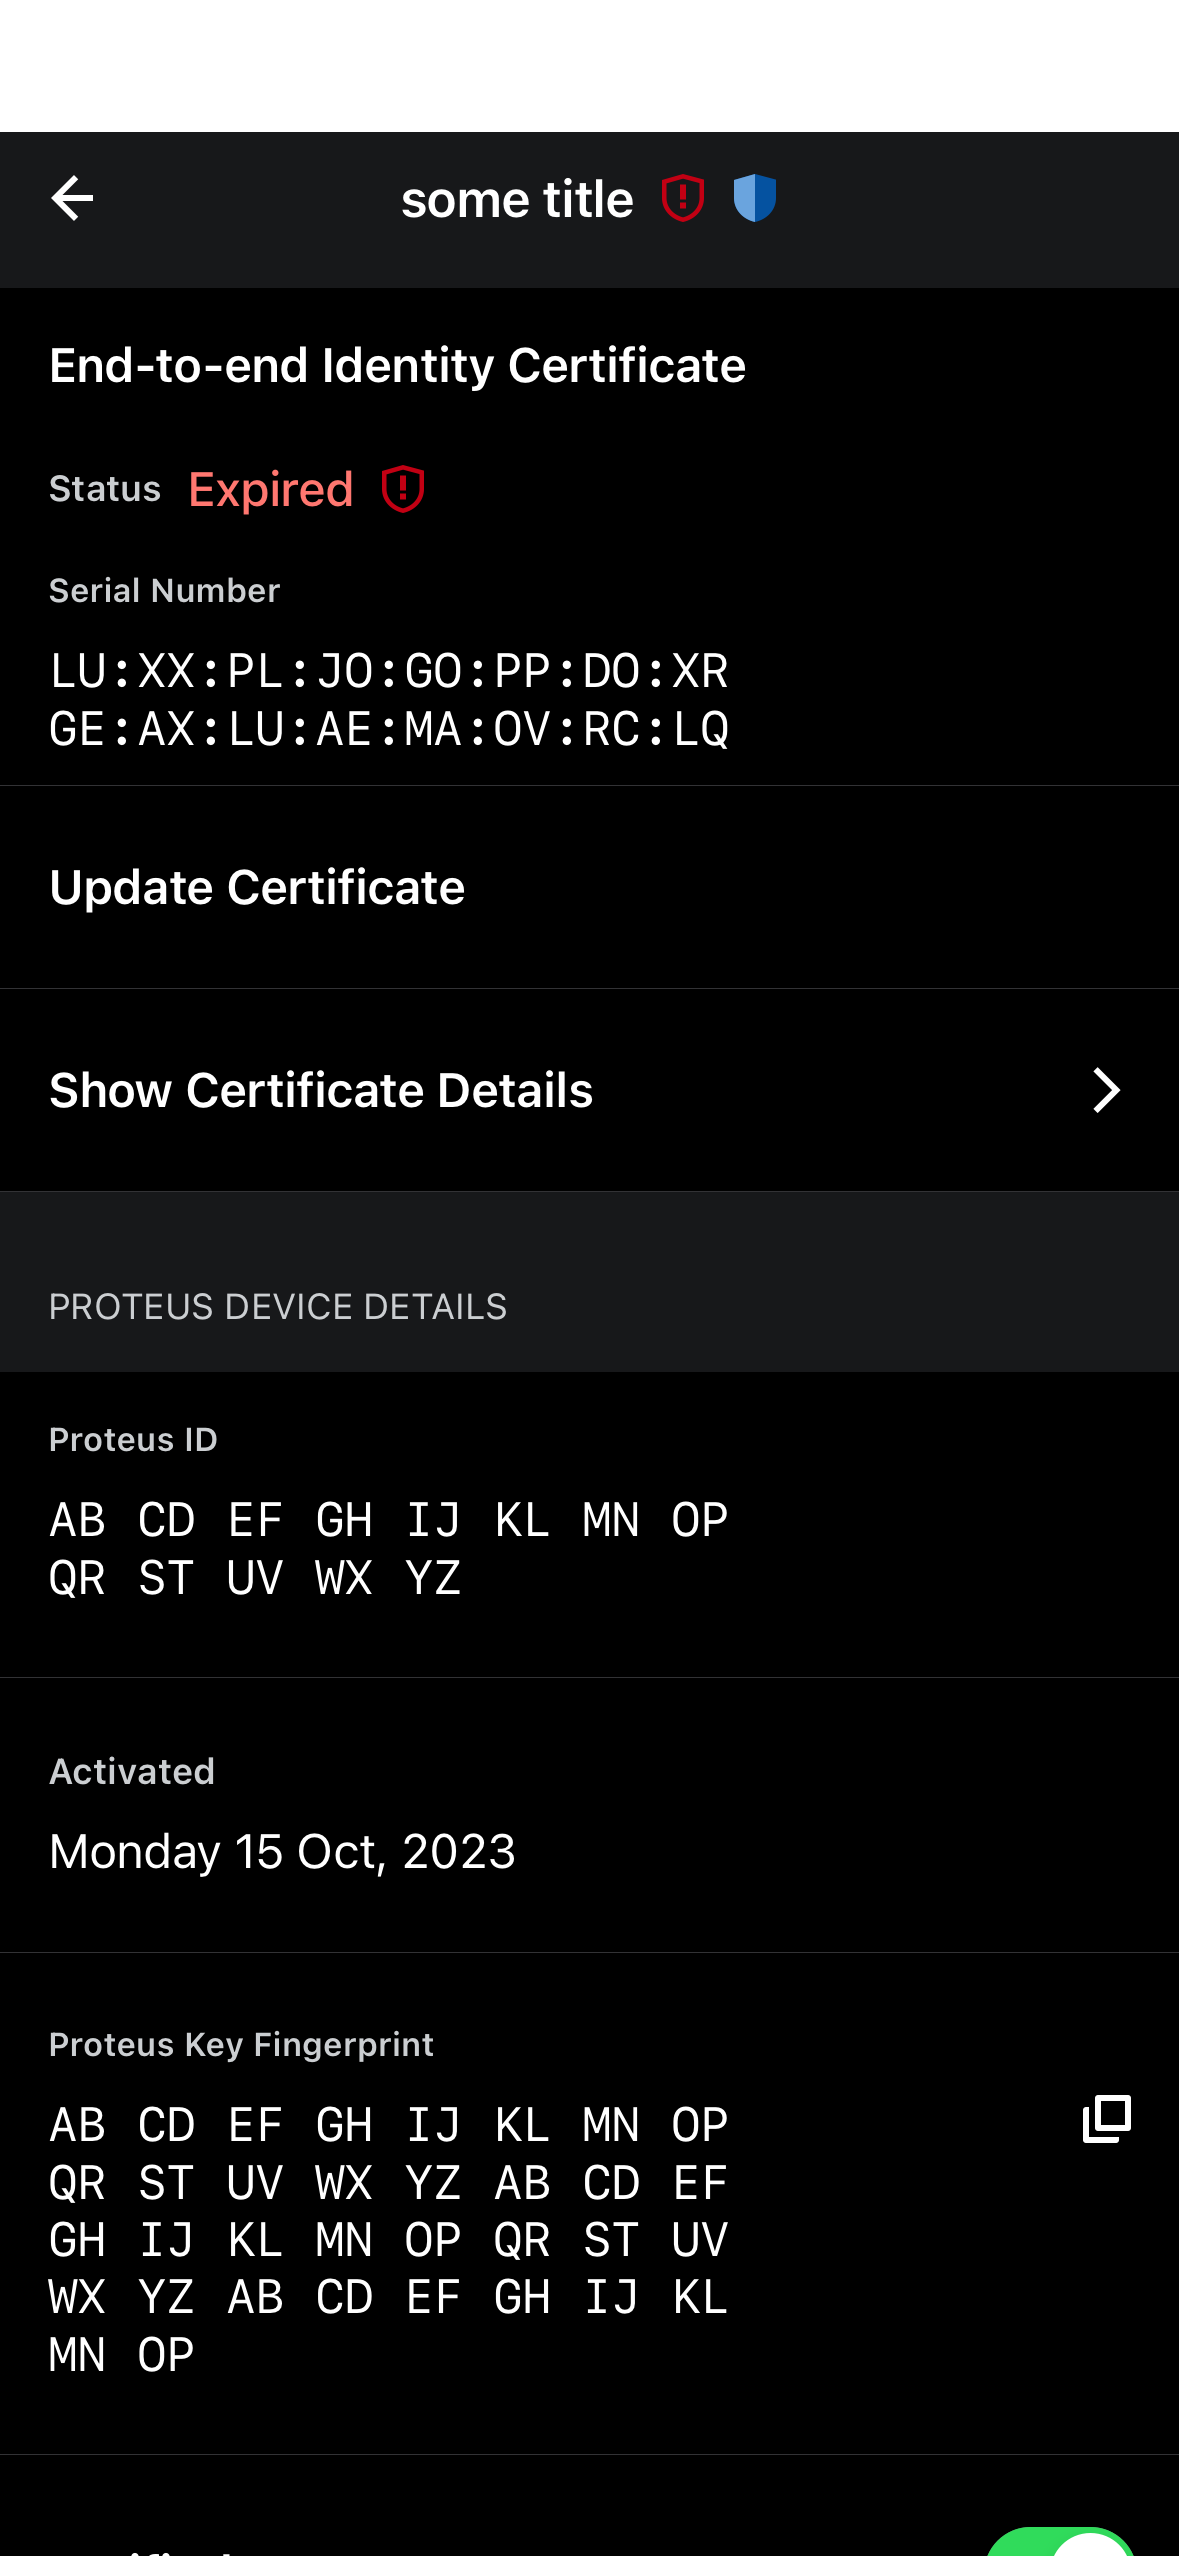 some title
End-to-end Identity Certificate
Status Expired
Serial Number
LU:XX:PL:JO:GO:PP:DO:XR
GE:AX:LU:AE:MA:OV:RC:LQ
Update Certificate
Show Certificate Details
PROTEUS DEVICE DETAILS
Proteus ID
AB CD EF GH IJ KL MN OP
QR ST UV WX YZ
Activated
Monday 15 Oct, 2023
Proteus Key Fingerprint
AB CD EF GH IJ KL MN OP
QR ST UV WX YZ AB CD EF
GH IJ KL MN OP QR ST UV
WX YZ AB CD EF GH IJ KL
MN OP